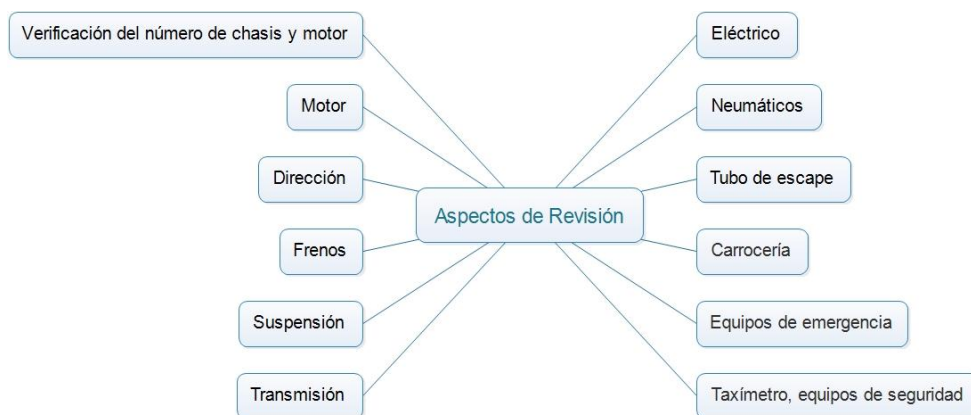 Verificación del número de chasis y motor
Motor
Dirección
Frenos
Suspensión
Transmisión
Aspectos de Revisión
Eléctrico
Neumáticos
Tubo de escape
Carrocería
Equipos de emergencia
Taxímetro, equipos de seguridad